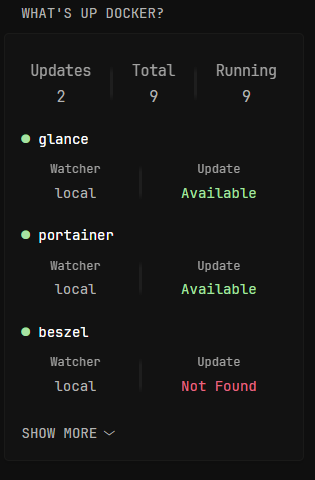 WHAT'S UP DOCKER?
Updates Total Running
2 9 9
glance
Watcher Update
local Available
portainer
Watcher Update
local Available
beszel
Watcher Update
local Not Found
SHOW MORE